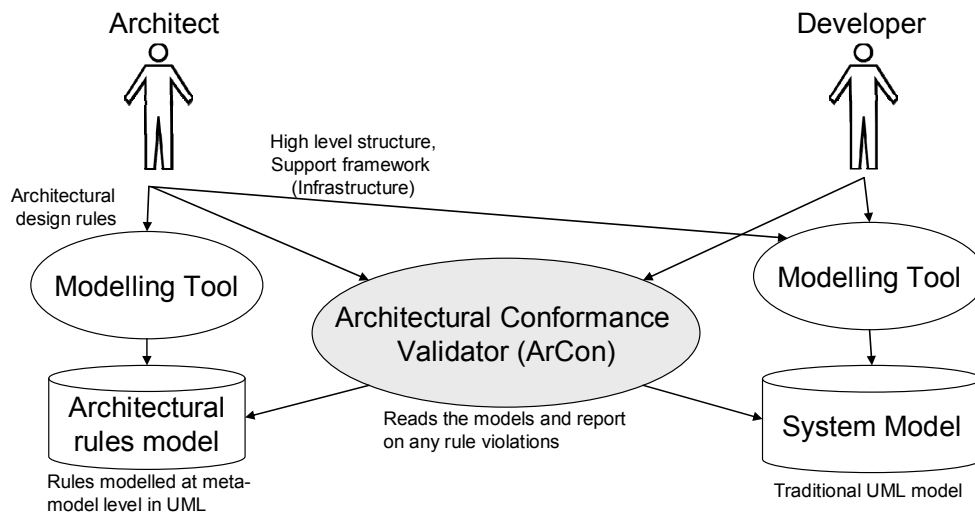 Architect
Developer
High level structure,
Support framework
(Infrastructure)
Architectural
design rules
Modelling Tool
Modelling Tool
Architectural Conformance
Validator (ArCon)
Architectural
rules model
Reads the models and report
on any rule violations
System Model
Rules modelled at meta-
model level in UML
Traditional UML model